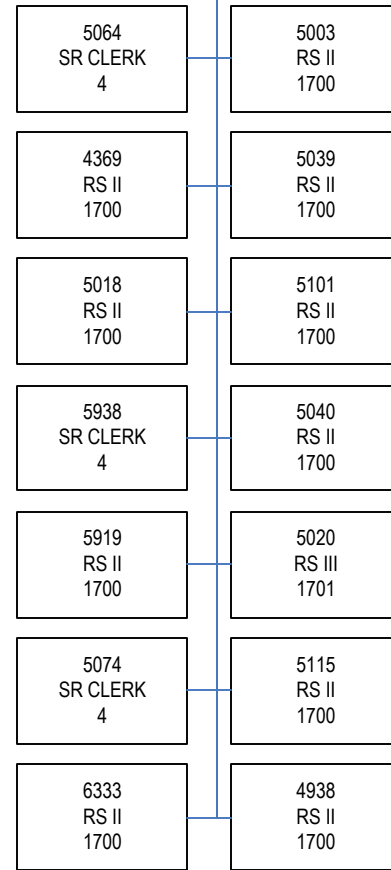 5064
SR CLERK
4
5003
RS II
1700
4369
RS II
1700
5039
RS II
1700
5018
RS II
1700
5101
RS II
1700
5938
SR CLERK
4
5040
RS II
1700
5919
RS II
1700
5020
RS III
1701
5074
SR CLERK
4
5115
RS II
1700
6333
RS II
1700
4938
RS II
1700